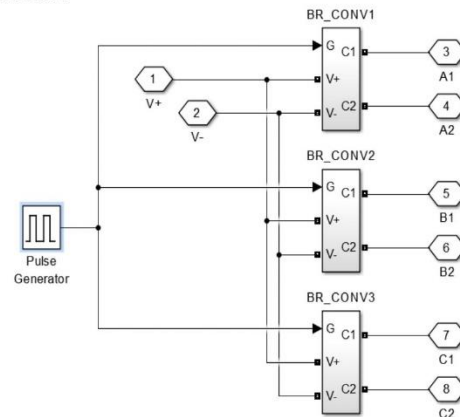 BR_CONV1
G
C1
3
A1
1
V+
V+
2
V-
V-
C2
4
A2
BR_CONV2
G
C1
5
B1
V+
V-
C2
6
B2
Pulse
Generator
BR_CONV3
G
C1
7
C1
V+
V-
C2
8
C2